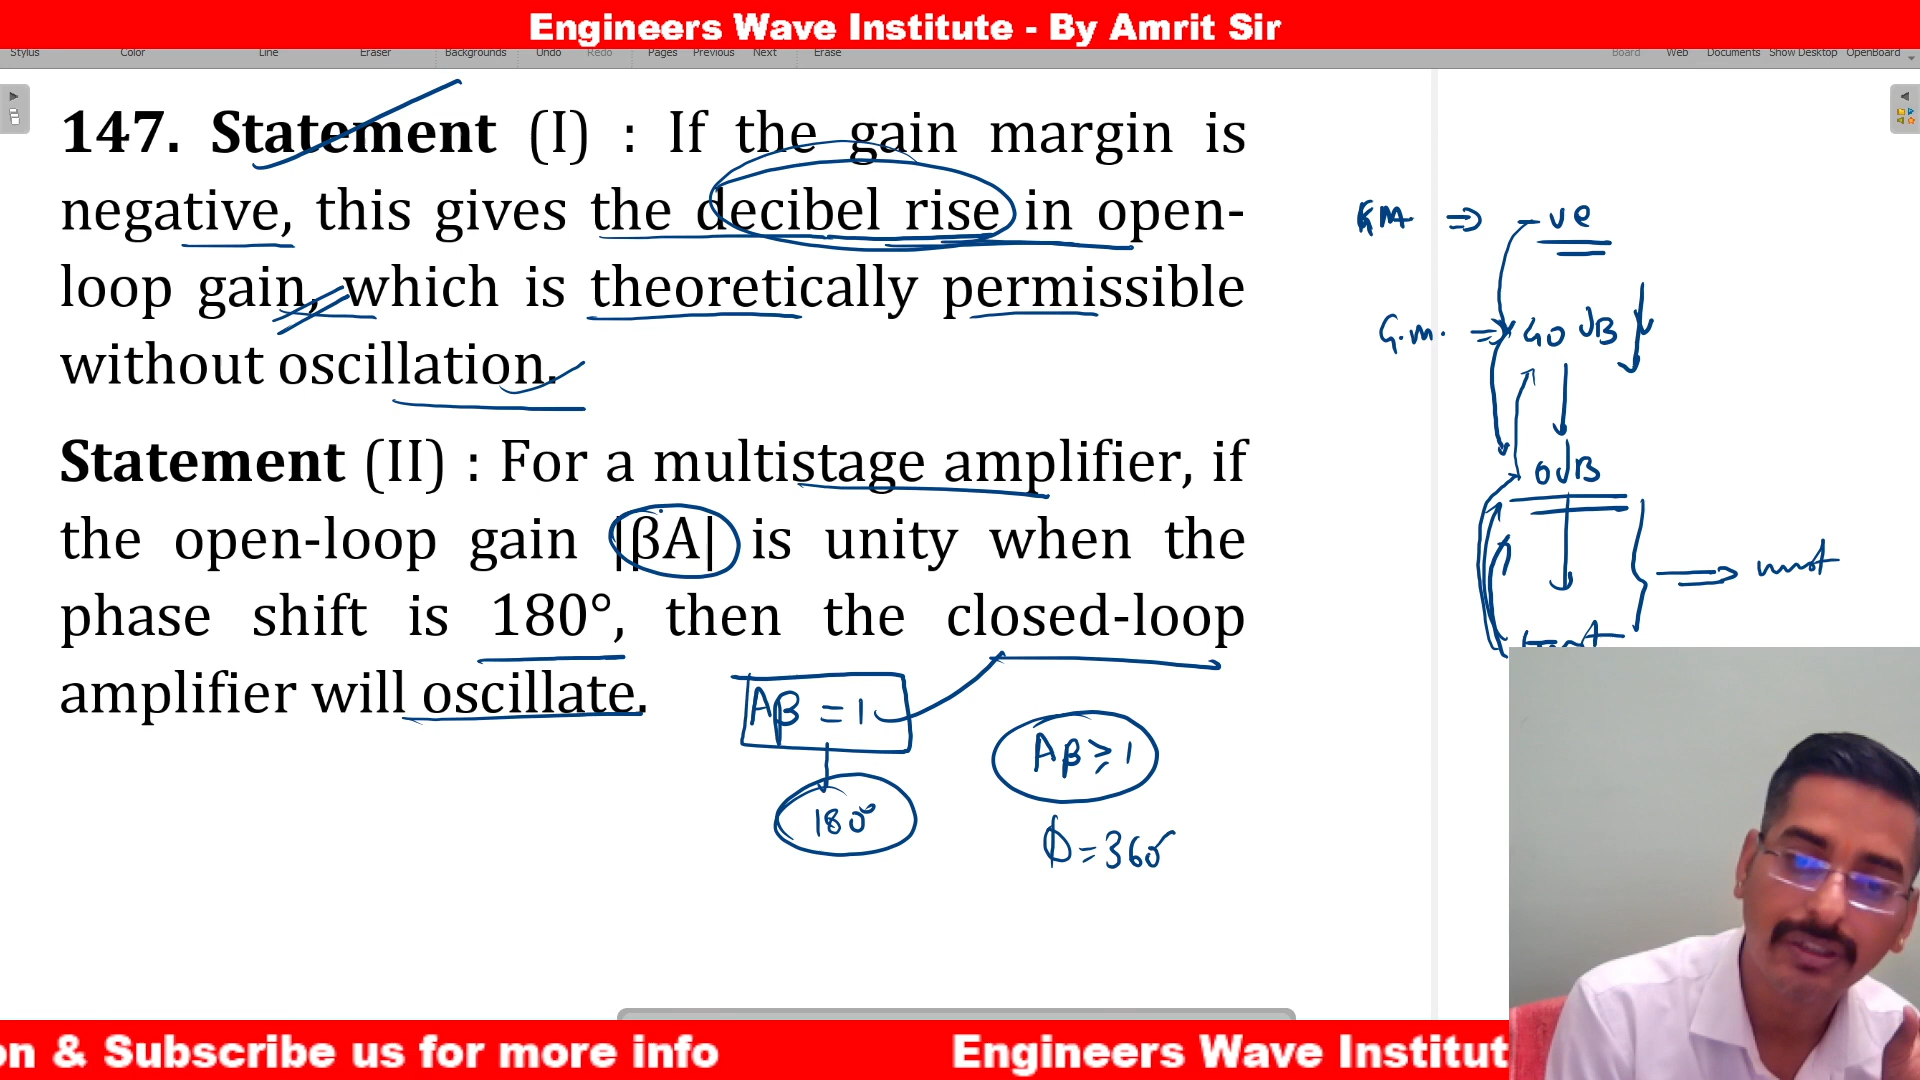 Engineers Wave Institute - By Amrit Sir
Stylus Color Line Eraser Backgrounds Undo Redo Pages Previous Next Erase Board Web Documents Show Desktop OpenBoard
147. Statement (I) : If the gain margin is
negative, this gives the decibel rise in open-
loop gain, which is theoretically permissible
without oscillation.
Statement (II) : For a multistage amplifier, if
the open-loop gain |βA| is unity when the
phase shift is 180°, then the closed-loop
amplifier will oscillate.
GM ⇒ -ve
G.m. ⇒ 40 dB
0 dB
Aβ = 1
180°
Aβ ≥ 1
ϕ = 360°
on & Subscribe us for more info Engineers Wave Institut